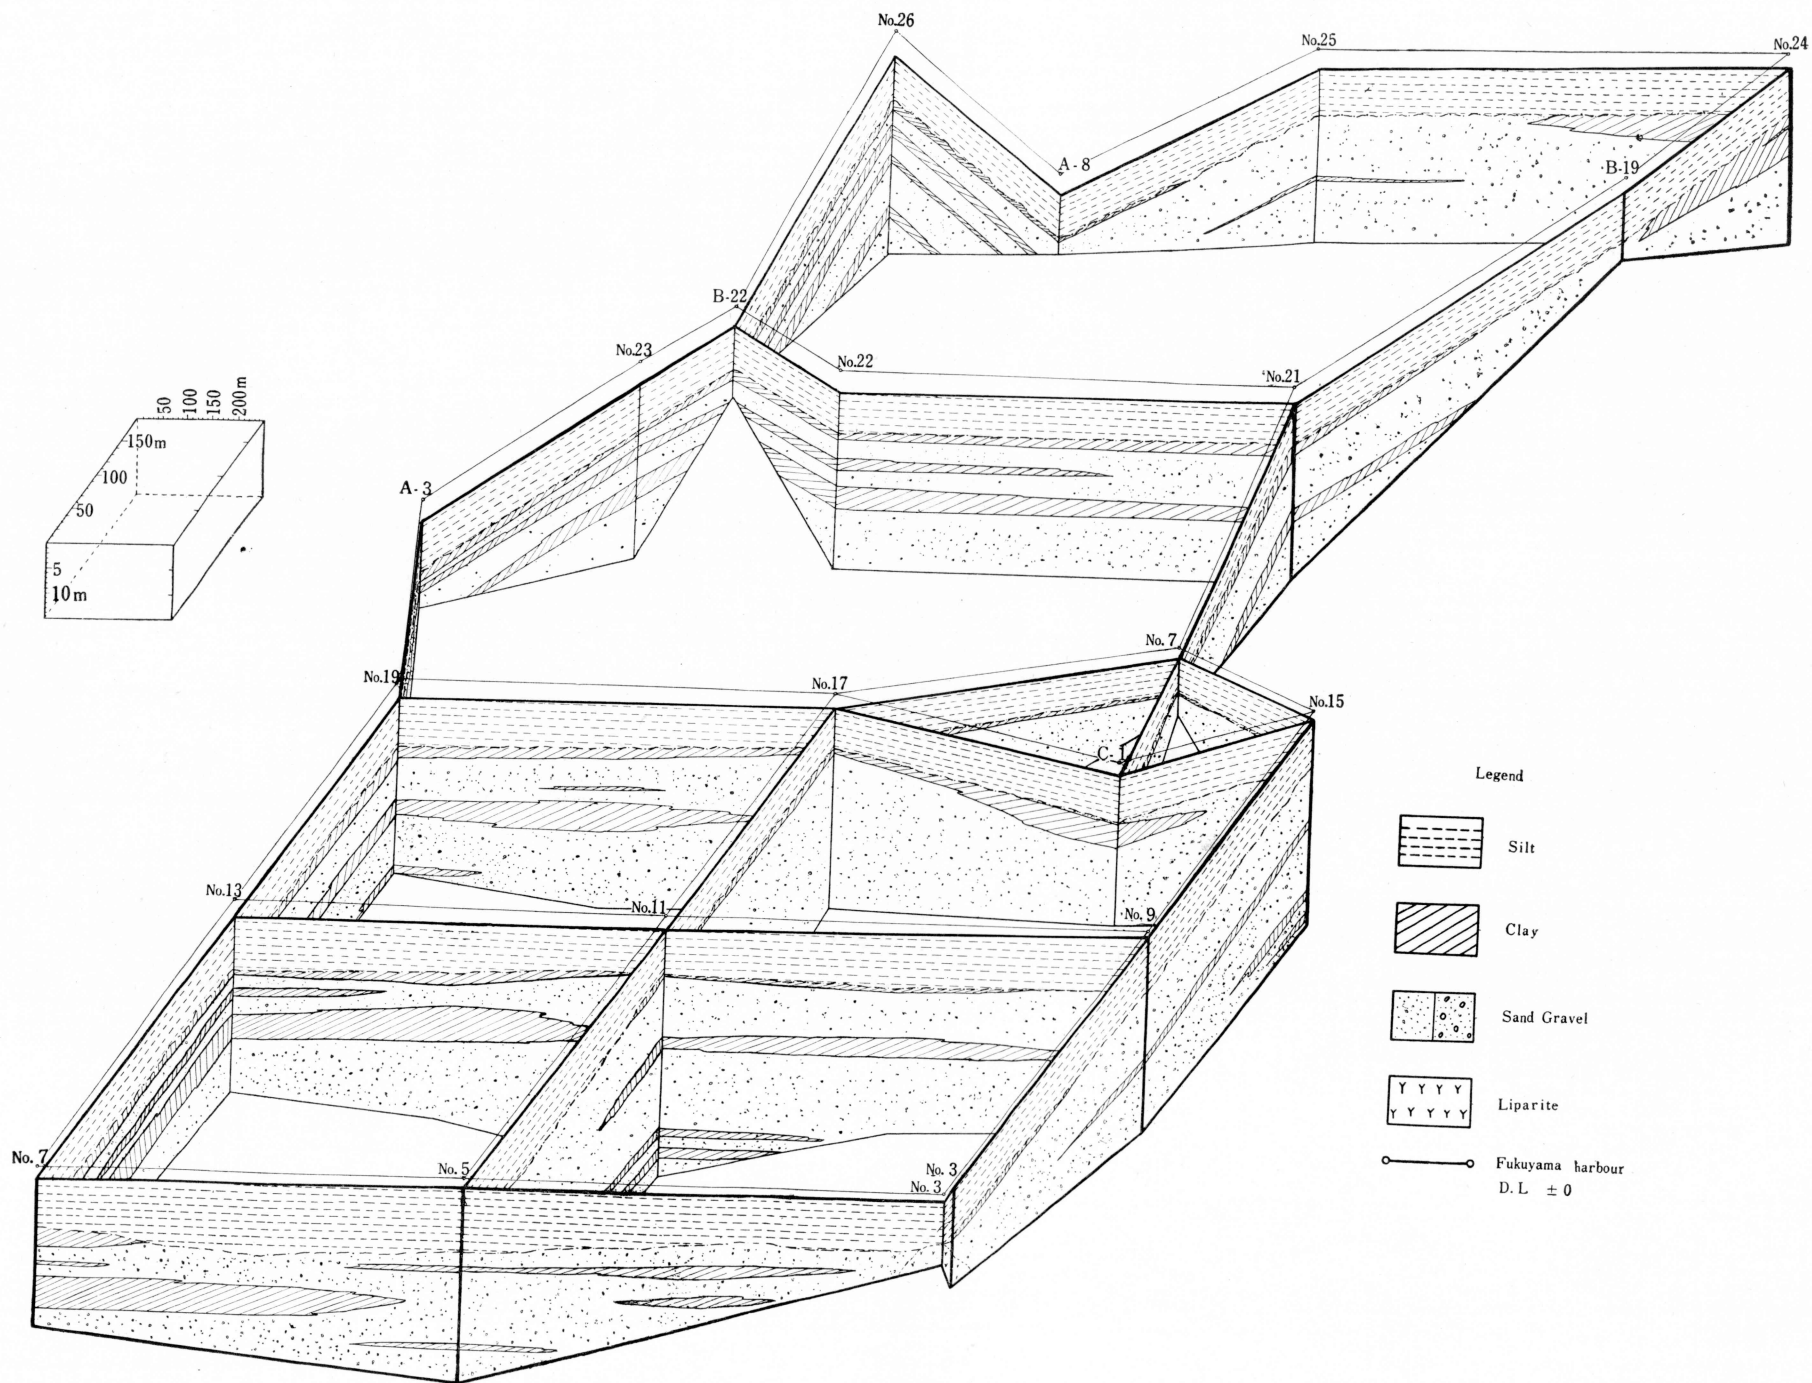 No.26
No.25
No.24
A-8
B-19
B-22
No.23
No.22
No.21
50
100
150
200m
150m
100
50
5
10m
A-3
No.7
No.19
No.17
No.15
C-1
No.13
No.11
No.9
No.7
No.5
No.3
No.3
Legend
Silt
Clay
Sand Gravel
Liparite
Fukuyama harbour
D.L ±0